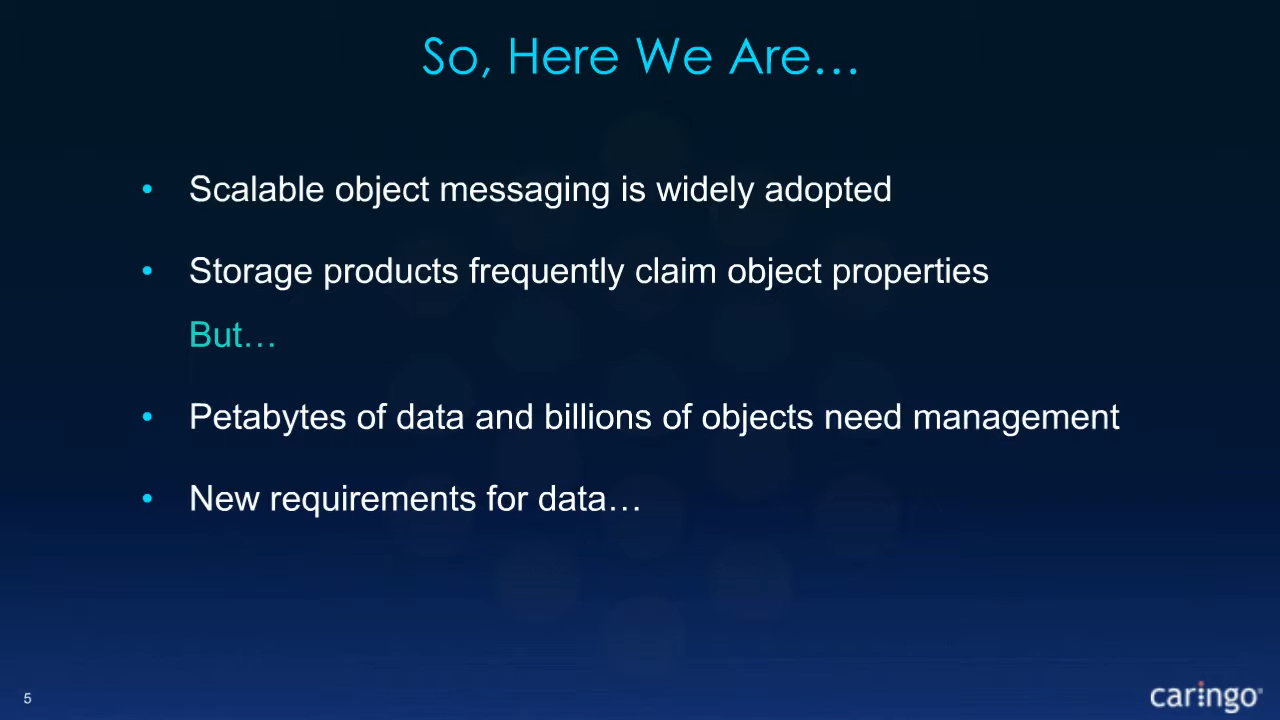 So, Here We Are…
• Scalable object messaging is widely adopted
• Storage products frequently claim object properties
But…
• Petabytes of data and billions of objects need management
• New requirements for data…
5
caringo